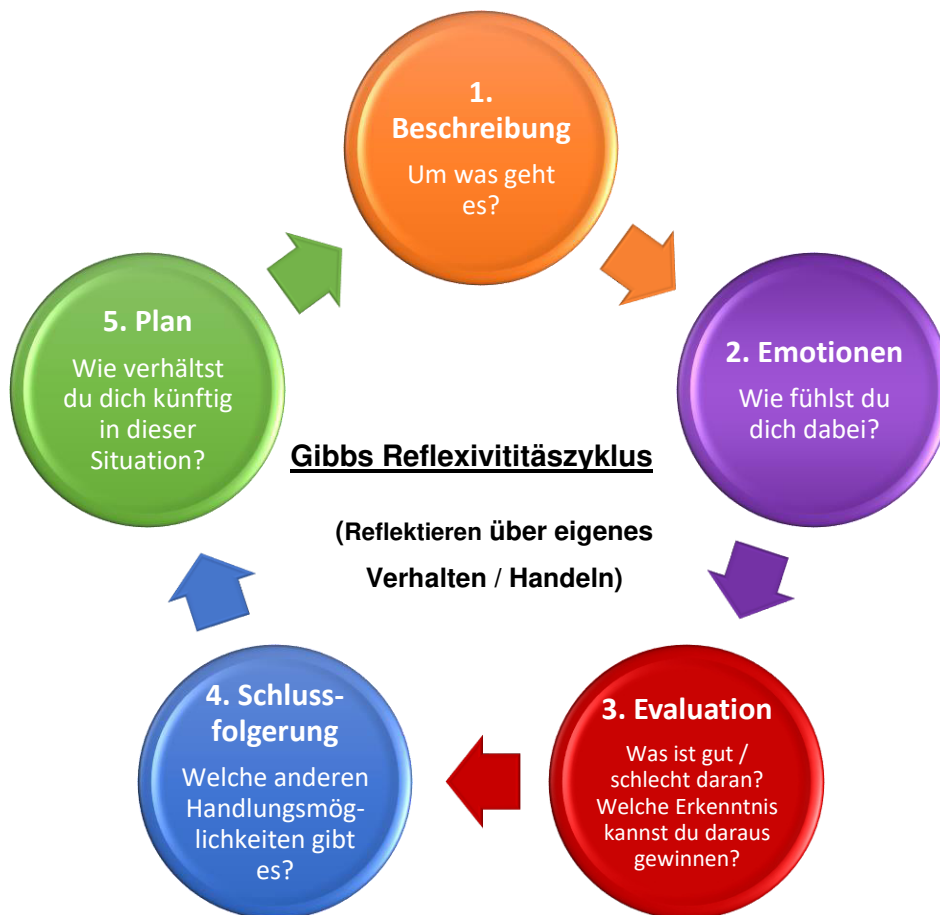 1.
Beschreibung
Um was geht
es?
2. Emotionen
Wie fühlst du
dich dabei?
3. Evaluation
Was ist gut /
schlecht daran?
Welche Erkenntnis
kannst du daraus
gewinnen?
4. Schluss-
folgerung
Welche anderen
Handlungsmög-
lichkeiten gibt
es?
5. Plan
Wie verhältst
du dich künftig
in dieser
Situation?
Gibbs Reflexivititäszyklus
(Reflektieren über eigenes
Verhalten / Handeln)